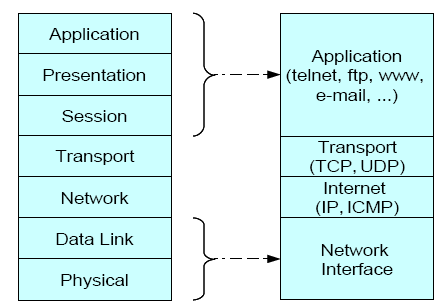 Application
Presentation
Session
Transport
Network
Data Link
Physical
Application
(telnet, ftp, www,
e-mail, ...)
Transport
(TCP, UDP)
Internet
(IP, ICMP)
Network
Interface